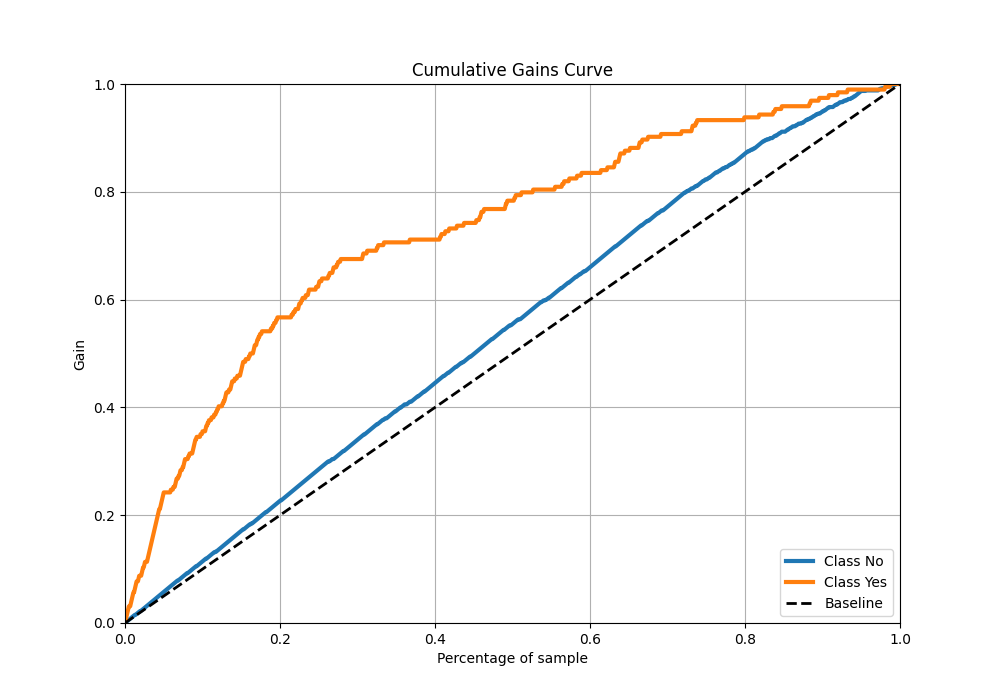 Cumulative Gains Curve
1.0
0.8
0.6
0.4
0.2
0.0
Gain
0.0 0.2 0.4 0.6 0.8 1.0
Percentage of sample
Class No
Class Yes
Baseline